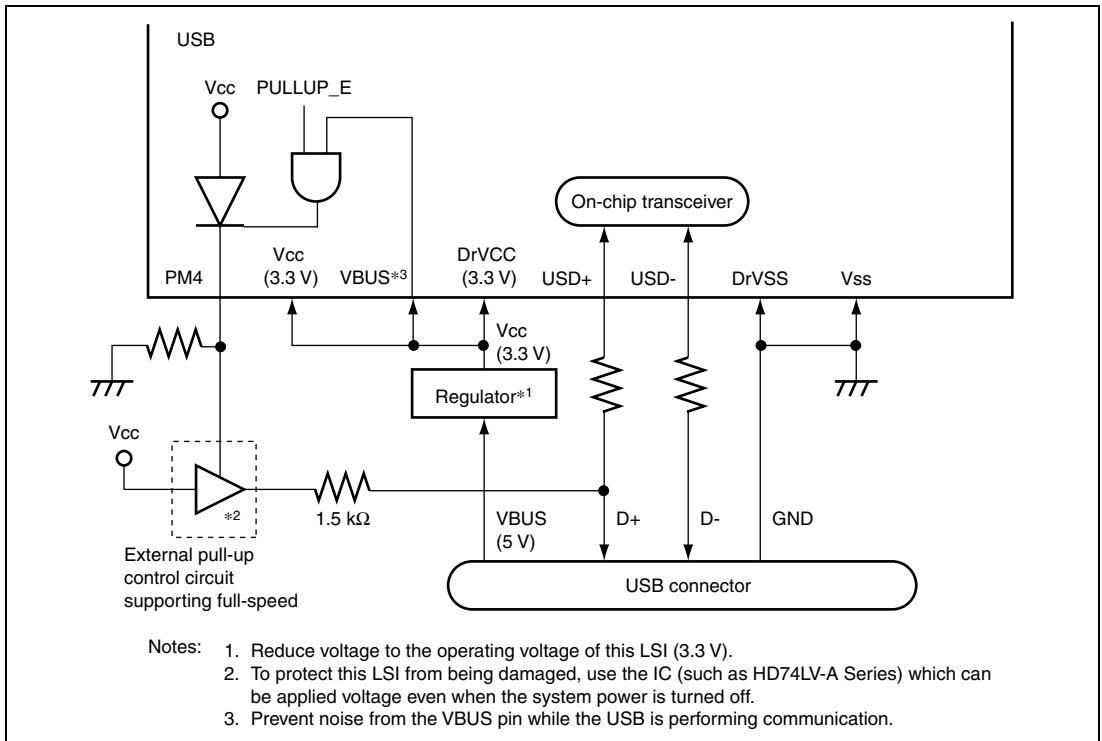 USB
Vcc
PULLUP_E
On-chip transceiver
PM4
Vcc
(3.3 V)
VBUS*3
DrVCC
(3.3 V)
USD+
USD-
DrVSS
Vss
Vcc
(3.3 V)
Regulator*1
Vcc
*2
1.5 kΩ
VBUS
(5 V)
D+
D-
GND
External pull-up
control circuit
supporting full-speed
USB connector
Notes: 1. Reduce voltage to the operating voltage of this LSI (3.3 V).
2. To protect this LSI from being damaged, use the IC (such as HD74LV-A Series) which can
be applied voltage even when the system power is turned off.
3. Prevent noise from the VBUS pin while the USB is performing communication.